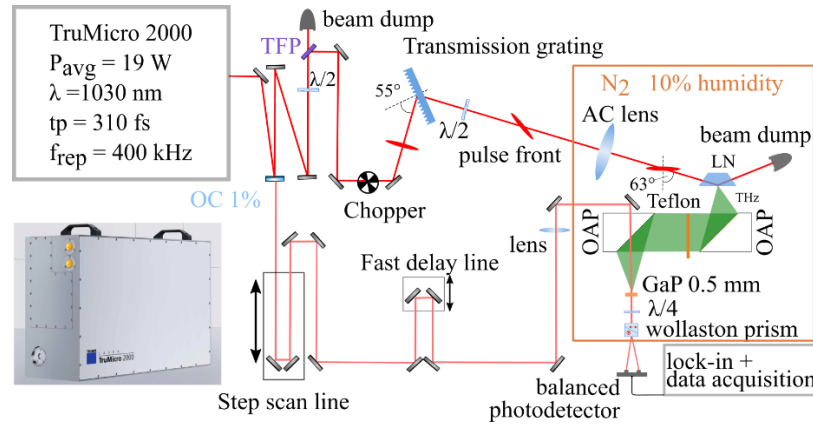 TruMicro 2000
Pavg = 19 W
λ =1030 nm
tp = 310 fs
frep = 400 kHz
beam dump
TFP
λ/2
Transmission grating
55°
λ/2
pulse front
N2 10% humidity
AC lens
beam dump
LN
63°
THz
Teflon
OAP
OAP
OC 1%
Chopper
lens
Fast delay line
GaP 0.5 mm
λ/4
wollaston prism
lock-in +
data acquisition
balanced
photodetector
Step scan line
TruMicro 2000